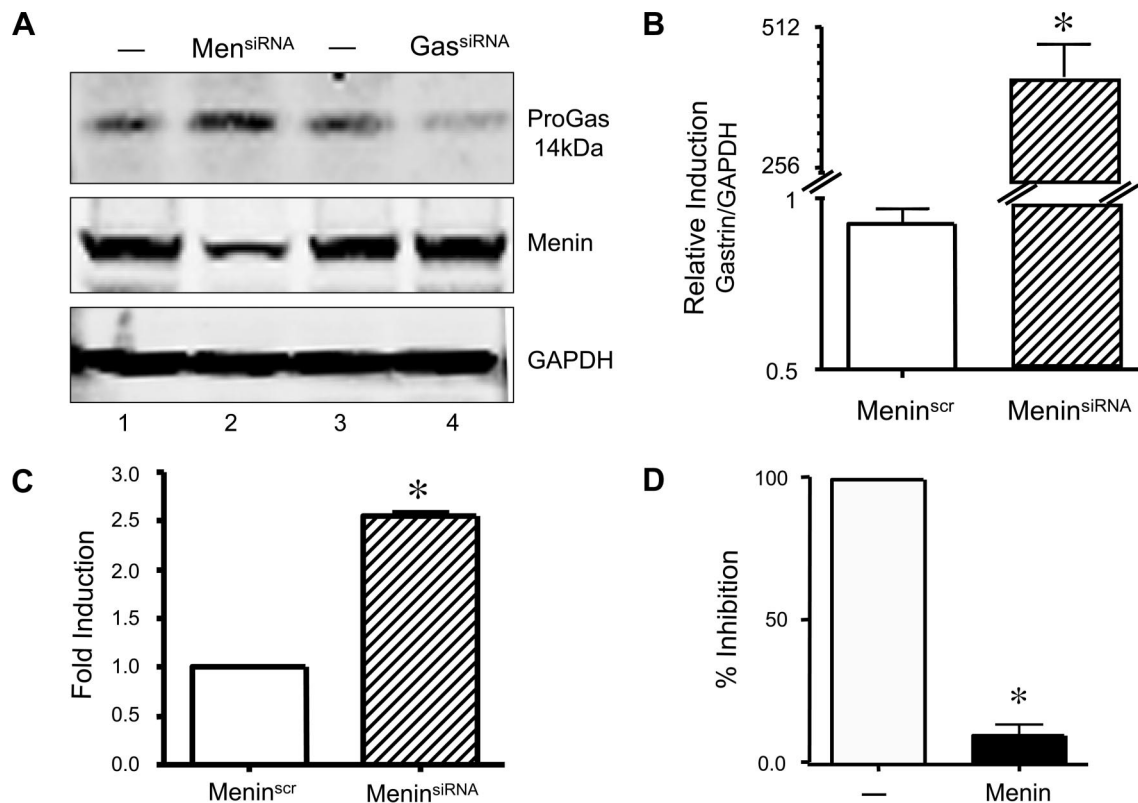 A
— Men^siRNA — Gas^siRNA
ProGas
14kDa
Menin
GAPDH
1 2 3 4
B
Relative Induction
Gastrin/GAPDH
512
256
1
0.5
*
Menin^scr Menin^siRNA
C
Fold Induction
3.0
2.5
2.0
1.5
1.0
0.5
0.0
*
Menin^scr Menin^siRNA
D
% Inhibition
100
50
0.0
*
— Menin